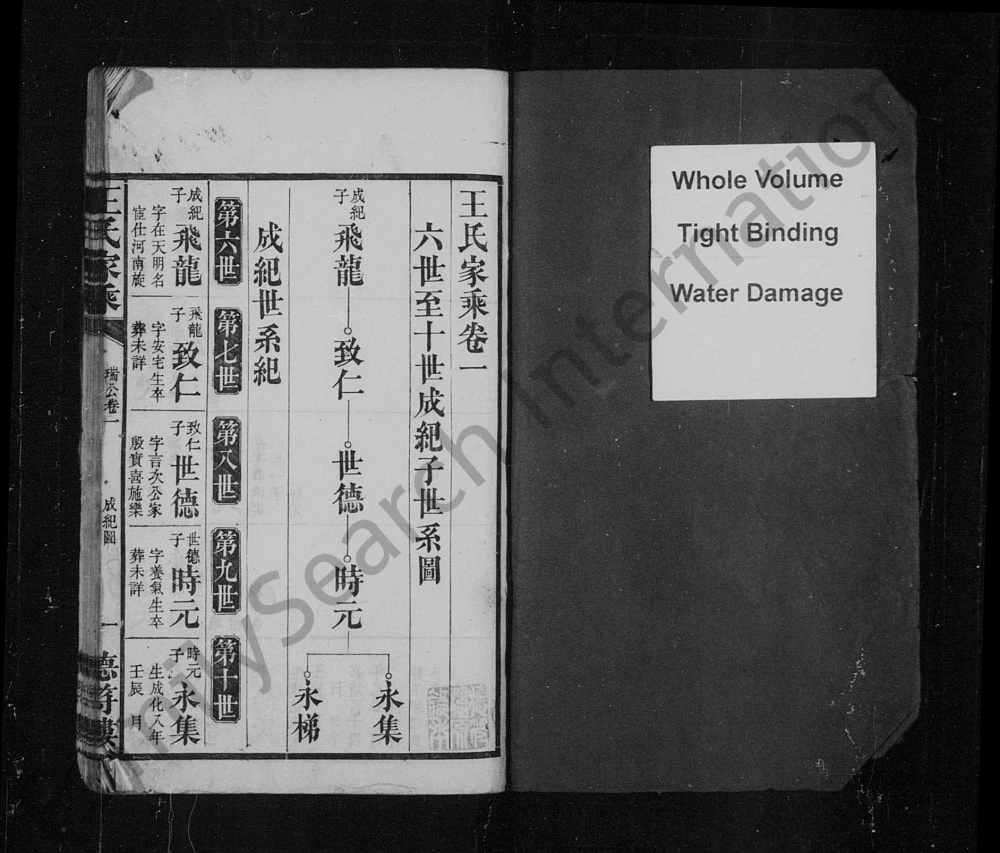 王氏家乘卷一
六世至十世成紀子世系圖
成紀子飛龍
致仁
世德
時元
永集
永梯
成紀世系紀
第六世
第七世
第八世
第九世
第十世
成紀子飛龍
字在天明名
宦仕河南旋
飛龍子致仁
字安宅生卒
葬未詳
致仁子世德
字言次公家
殷實喜施樂
世德子時元
字養氣生卒
葬未詳
時元子永集
生成化八年
壬辰 月
王氏家乘
瑞公卷一
成紀圖
一
Whole Volume
Tight Binding
Water Damage
FamilySearch International